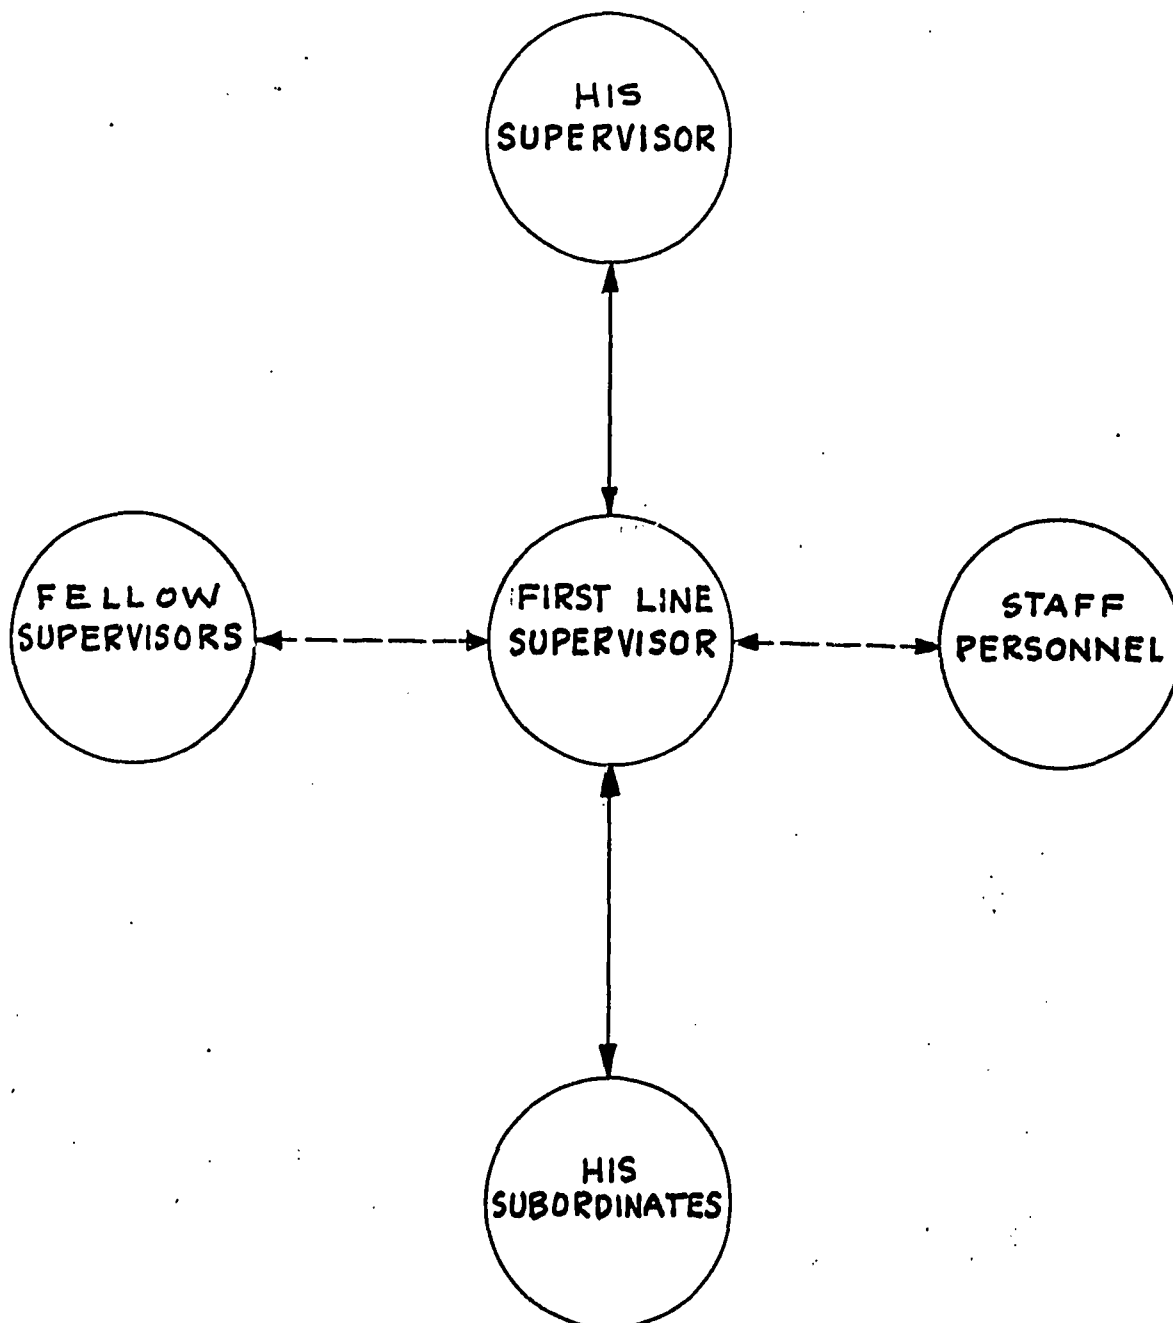 HIS
SUPERVISOR
FELLOW
SUPERVISORS
FIRST LINE
SUPERVISOR
STAFF
PERSONNEL
HIS
SUBORDINATES